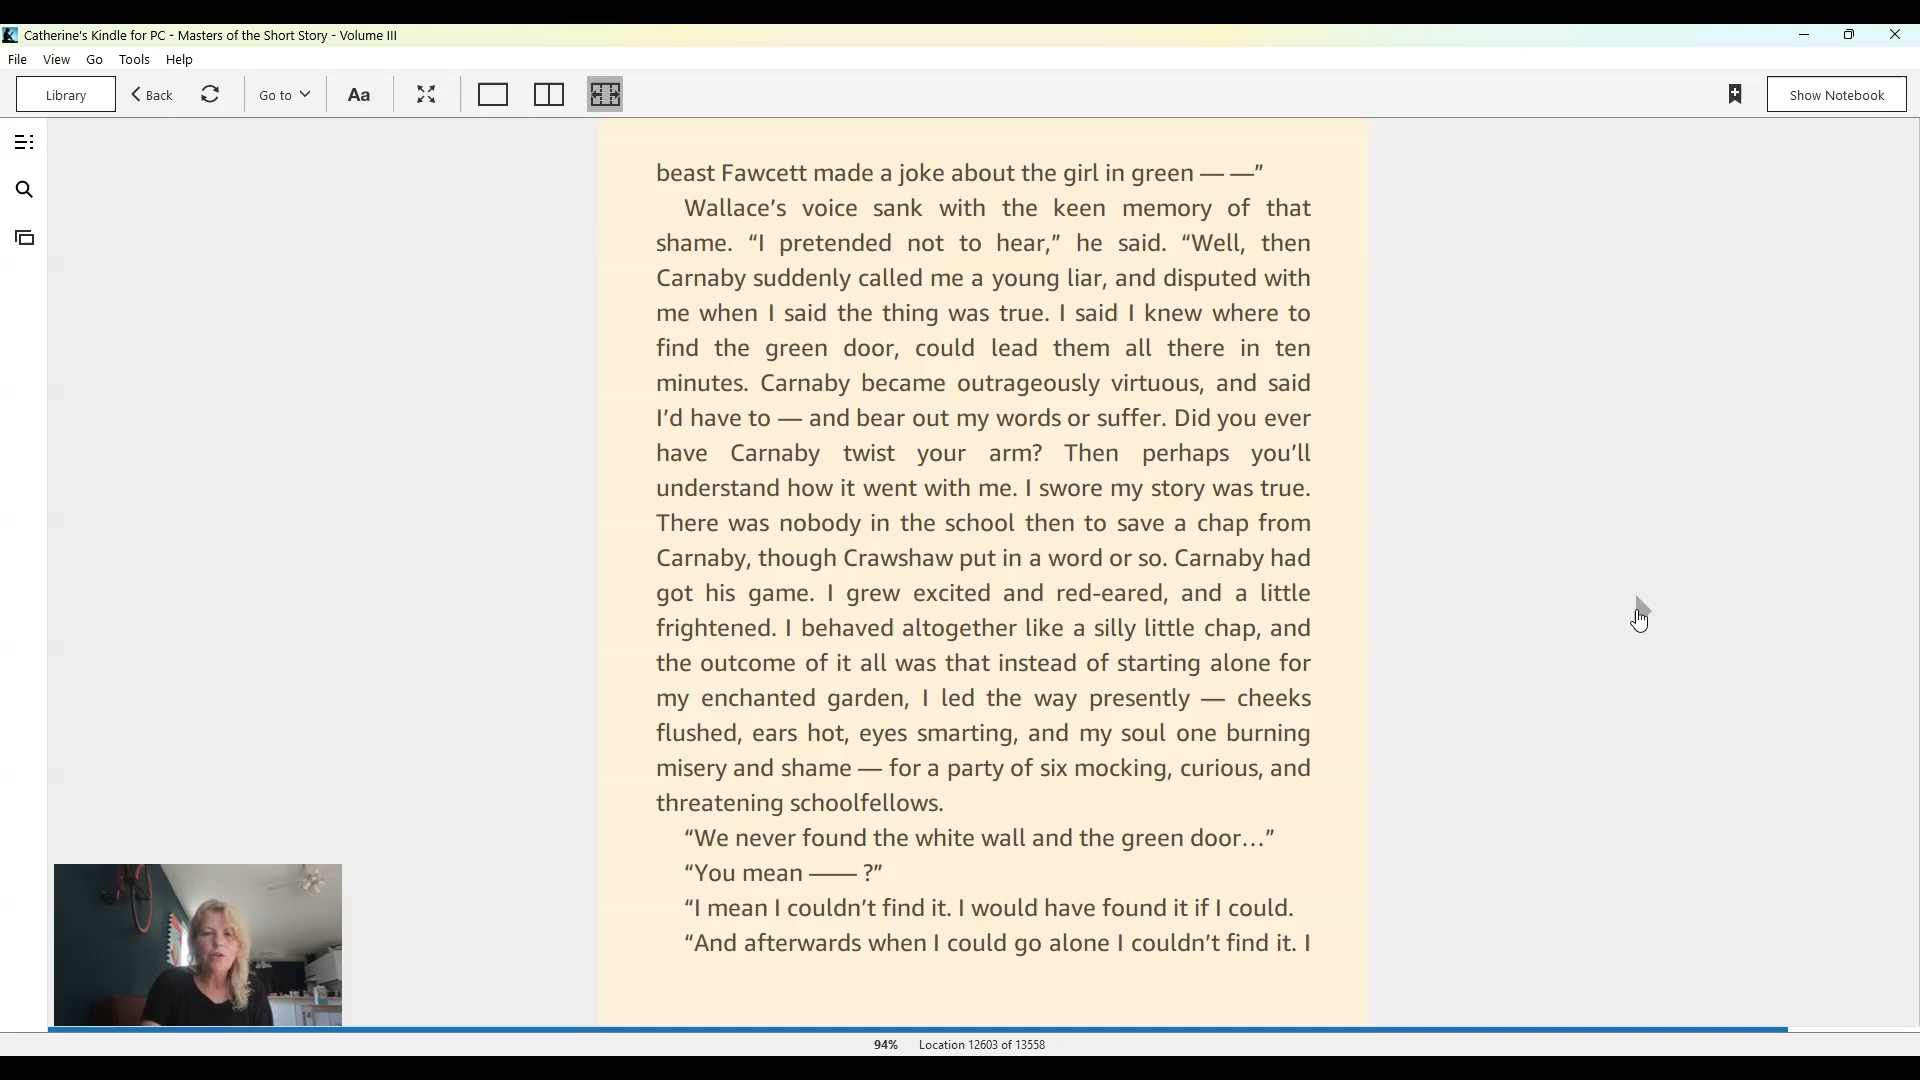 Catherine's Kindle for PC - Masters of the Short Story - Volume III
File View Go Tools Help
Library Back Go to Aa Show Notebook
beast Fawcett made a joke about the girl in green — —”
Wallace’s voice sank with the keen memory of that
shame. “I pretended not to hear,” he said. “Well, then
Carnaby suddenly called me a young liar, and disputed with
me when I said the thing was true. I said I knew where to
find the green door, could lead them all there in ten
minutes. Carnaby became outrageously virtuous, and said
I’d have to — and bear out my words or suffer. Did you ever
have Carnaby twist your arm? Then perhaps you’ll
understand how it went with me. I swore my story was true.
There was nobody in the school then to save a chap from
Carnaby, though Crawshaw put in a word or so. Carnaby had
got his game. I grew excited and red-eared, and a little
frightened. I behaved altogether like a silly little chap, and
the outcome of it all was that instead of starting alone for
my enchanted garden, I led the way presently — cheeks
flushed, ears hot, eyes smarting, and my soul one burning
misery and shame — for a party of six mocking, curious, and
threatening schoolfellows.
“We never found the white wall and the green door…”
“You mean —— ?”
“I mean I couldn’t find it. I would have found it if I could.
“And afterwards when I could go alone I couldn’t find it. I
94% Location 12603 of 13558